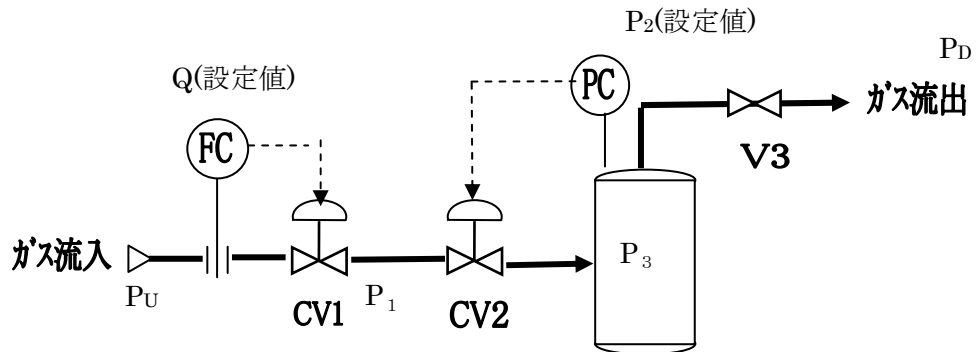 P₂(設定値)
P_D
Q(設定値)
PC
ガス流出
FC
V3
ガス流入
P_U
P₁
P₃
CV1
CV2